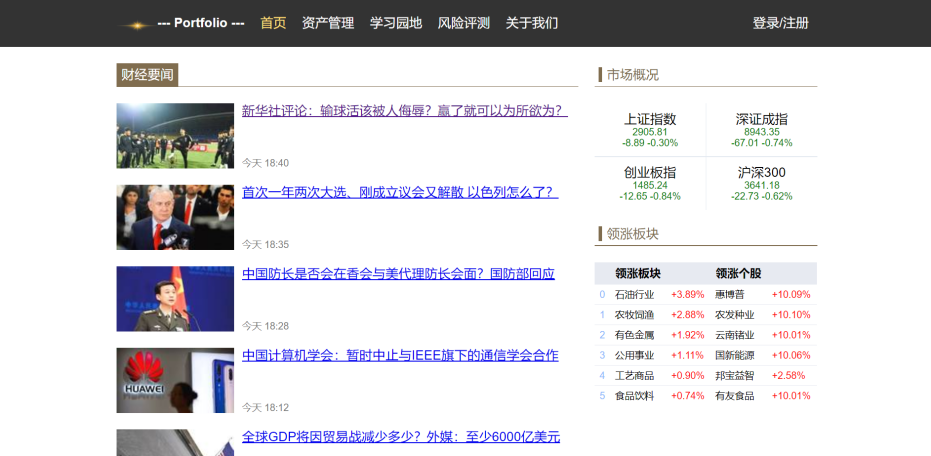 --- Portfolio --- 首页 资产管理 学习园地 风险评测 关于我们 登录/注册
财经要闻
新华社评论：输球活该被人侮辱？赢了就可以为所欲为？
今天 18:40
首次一年两次大选、刚成立议会又解散 以色列怎么了？
今天 18:35
中国防长是否会在香会与美代理防长会面？国防部回应
今天 18:28
HUAWEI
中国计算机学会：暂时中止与IEEE旗下的通信学会合作
今天 18:12
全球GDP将因贸易战减少多少？外媒：至少6000亿美元
市场概况
上证指数 深证成指
2905.81 8943.35
-8.89 -0.30% -67.01 -0.74%
创业板指 沪深300
1485.24 3641.18
-12.65 -0.84% -22.73 -0.62%
领涨板块
领涨板块 领涨个股
0 石油行业 +3.89% 惠博普 +10.09%
1 农牧饲渔 +2.88% 农发种业 +10.10%
2 有色金属 +1.92% 云南锗业 +10.01%
3 公用事业 +1.11% 国新能源 +10.06%
4 工艺商品 +0.90% 邦宝益智 +2.58%
5 食品饮料 +0.74% 有友食品 +10.01%